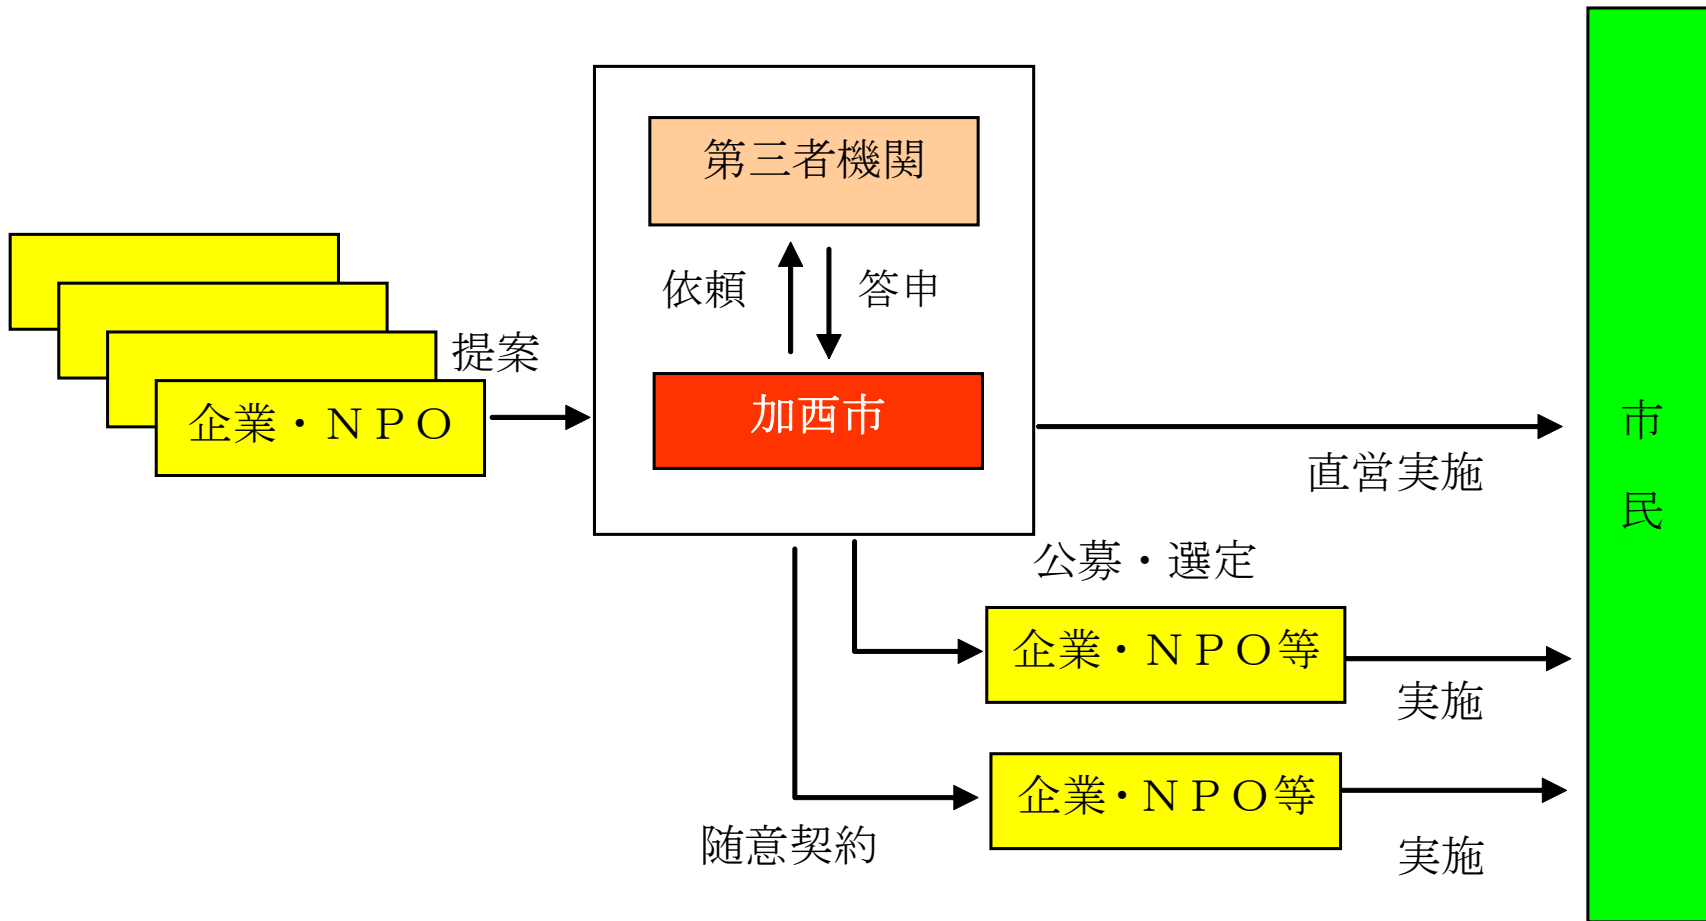 第三者機関
依頼
答申
提案
企業・ＮＰＯ
加西市
直営実施
市民
公募・選定
企業・ＮＰＯ等
実施
企業・ＮＰＯ等
随意契約
実施